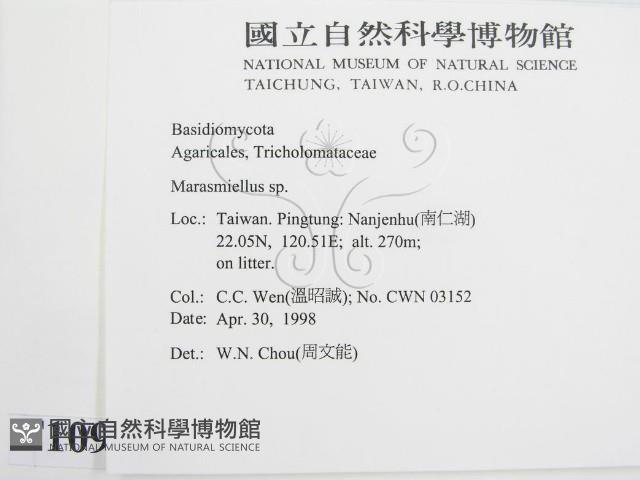 國立自然科學博物館
NATIONAL MUSEUM OF NATURAL SCIENCE
TAICHUNG, TAIWAN, R.O.CHINA
Basidiomycota
Agaricales, Tricholomataceae
Marasmiellus sp.
Loc.: Taiwan. Pingtung: Nanjenhu(南仁湖)
22.05N, 120.51E; alt. 270m;
on litter.
Col.: C.C. Wen(溫昭誠); No. CWN 03152
Date: Apr. 30, 1998
Det.: W.N. Chou(周文能)
109
國立自然科學博物館
NATIONAL MUSEUM OF NATURAL SCIENCE